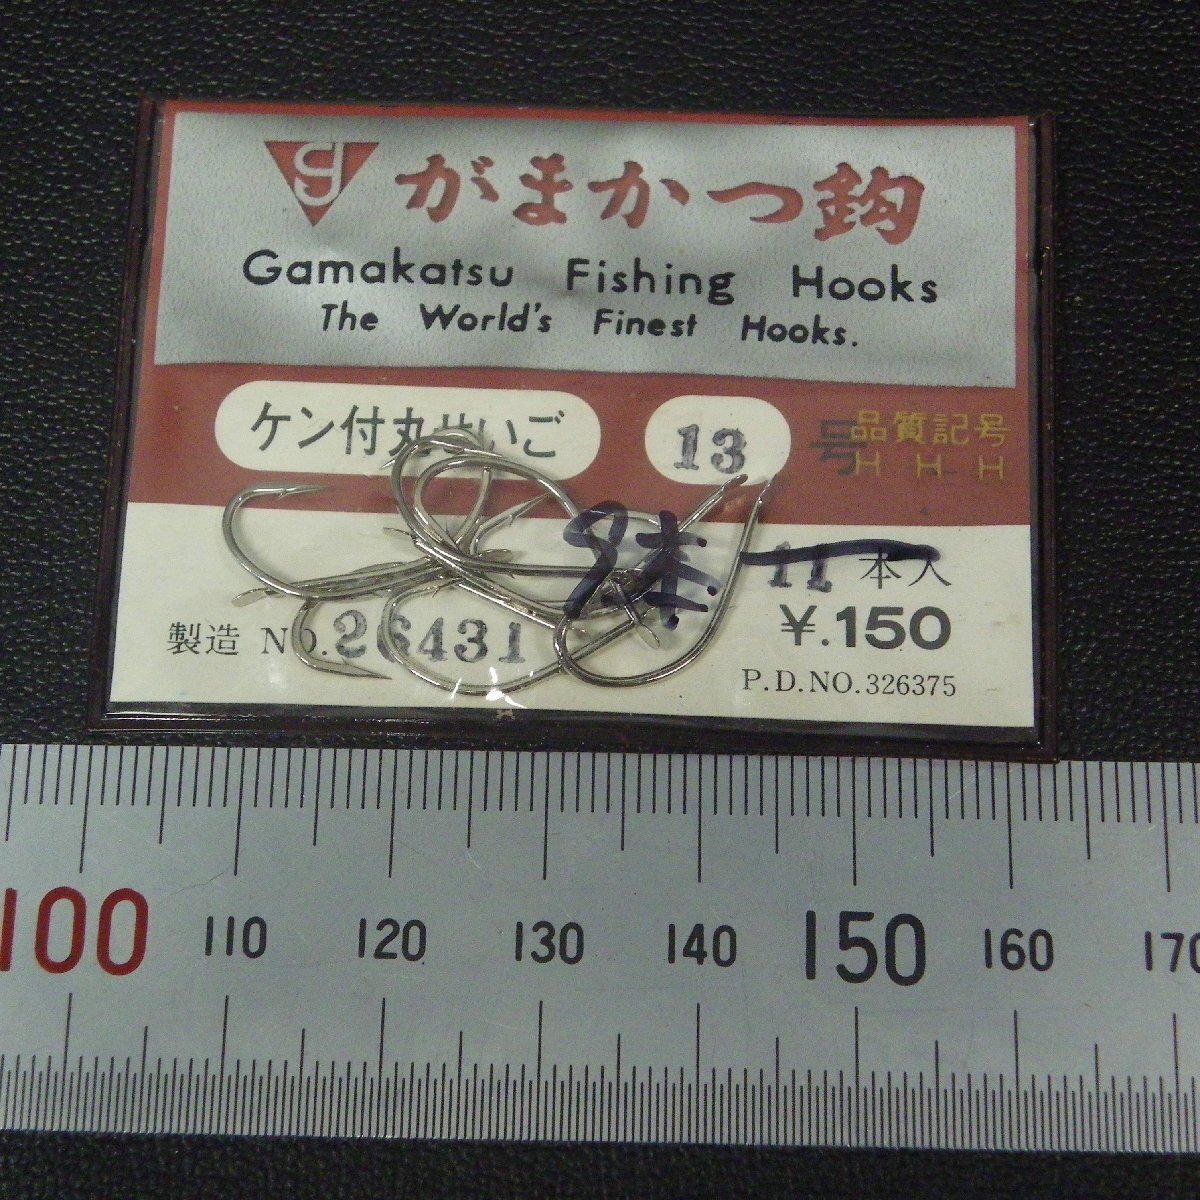 がまかつ鈎
Gamakatsu Fishing Hooks
The World's Finest Hooks.
ケン付丸せいご 13 号 品質記号
H H H
8本 11 本入
製造 NO.26431 ¥.150
P.D.NO.326375
100 110 120 130 140 150 160 170